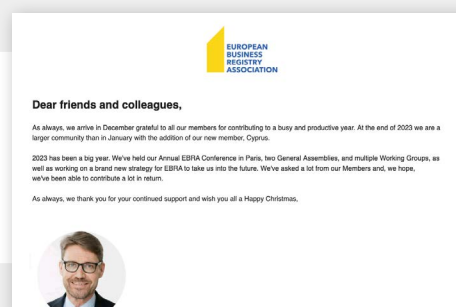 EUROPEAN
BUSINESS
REGISTRY
ASSOCIATION
Dear friends and colleagues,
As always, we arrive in December grateful to all our members for contributing to a busy and productive year. At the end of 2023 we are a
larger community than in January with the addition of our new member, Cyprus.
2023 has been a big year. We've held our Annual EBRA Conference in Paris, two General Assemblies, and multiple Working Groups, as
well as working on a brand new strategy for EBRA to take us into the future. We've asked a lot from our Members and, we hope,
we've been able to contribute a lot in return.
As always, we thank you for your continued support and wish you all a Happy Christmas,